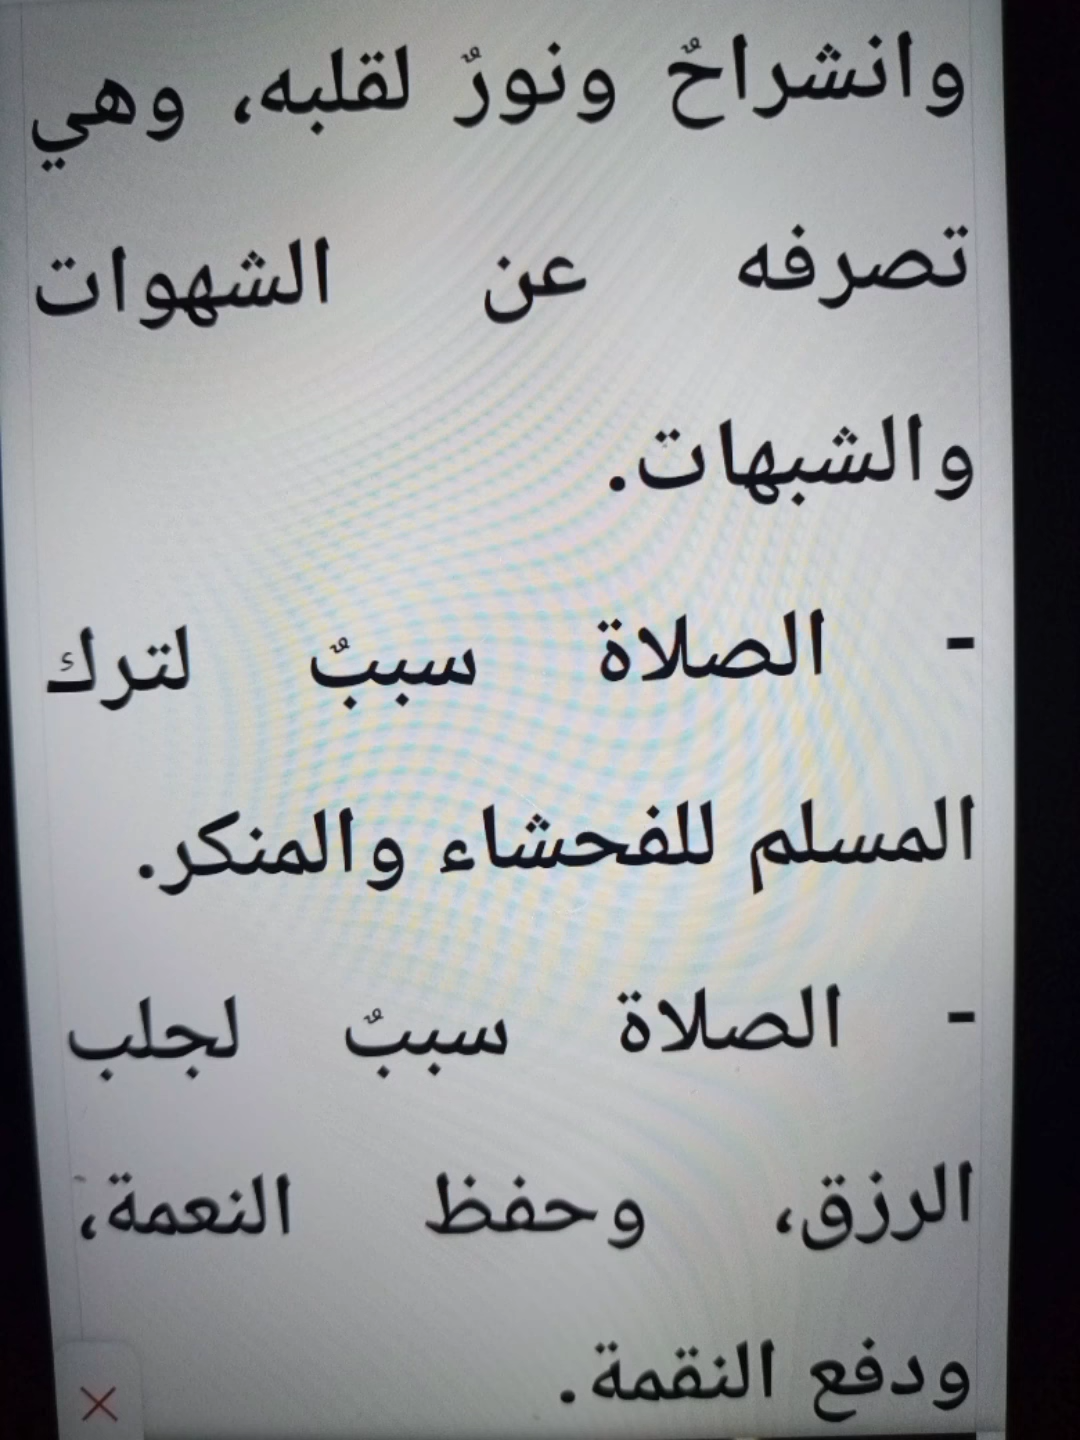 وانشراحٌ ونورٌ لقلبه، وهي
تصرفه عن الشهوات
والشبهات.
- الصلاة سببٌ لترك
المسلم للفحشاء والمنكر.
- الصلاة سببٌ لجلب
الرزق، وحفظ النعمة،
ودفع النقمة.